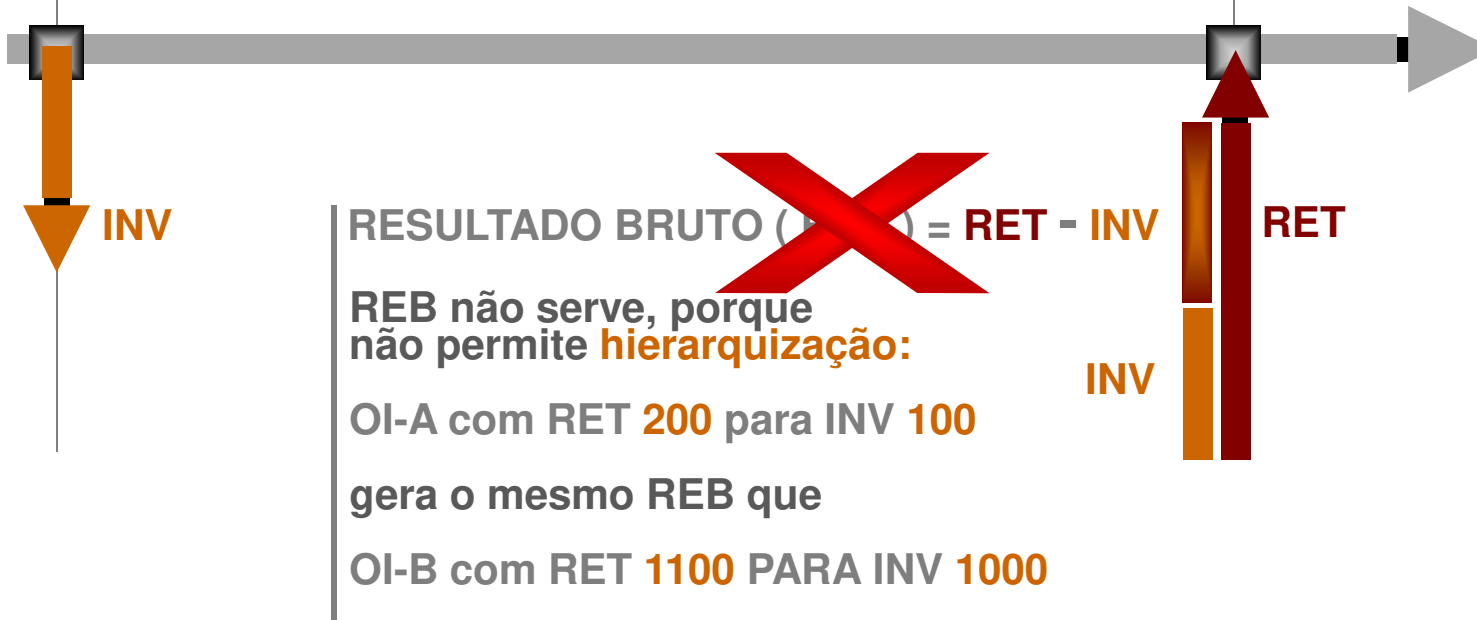 INV
RESULTADO BRUTO ( ) = RET - INV
RET
REB não serve, porque
não permite hierarquização:
INV
OI-A com RET 200 para INV 100
gera o mesmo REB que
OI-B com RET 1100 PARA INV 1000